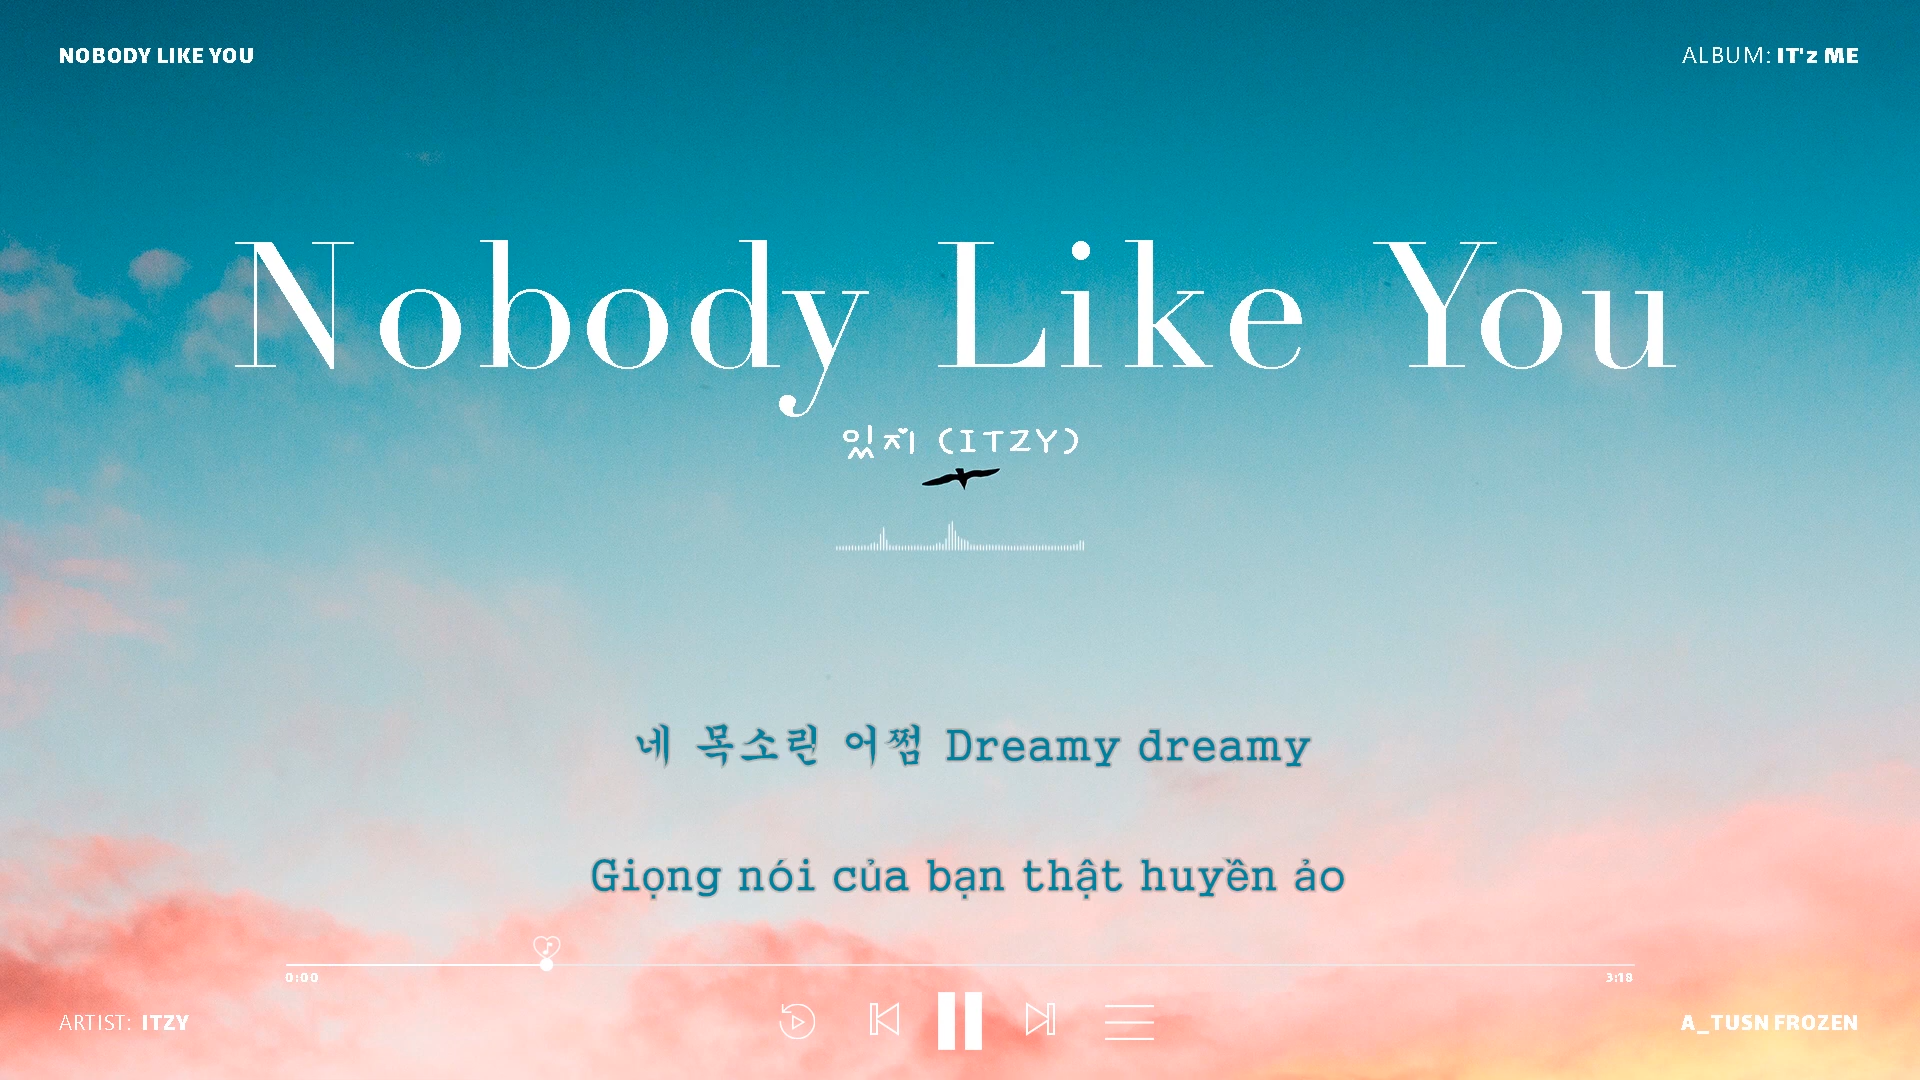 NOBODY LIKE YOU
ALBUM: IT'z ME
Nobody Like You
있지 (ITZY)
네 목소린 어쩜 Dreamy dreamy
Giọng nói của bạn thật huyền ảo
0:00
3:18
ARTIST: ITZY
A_TUSN FROZEN